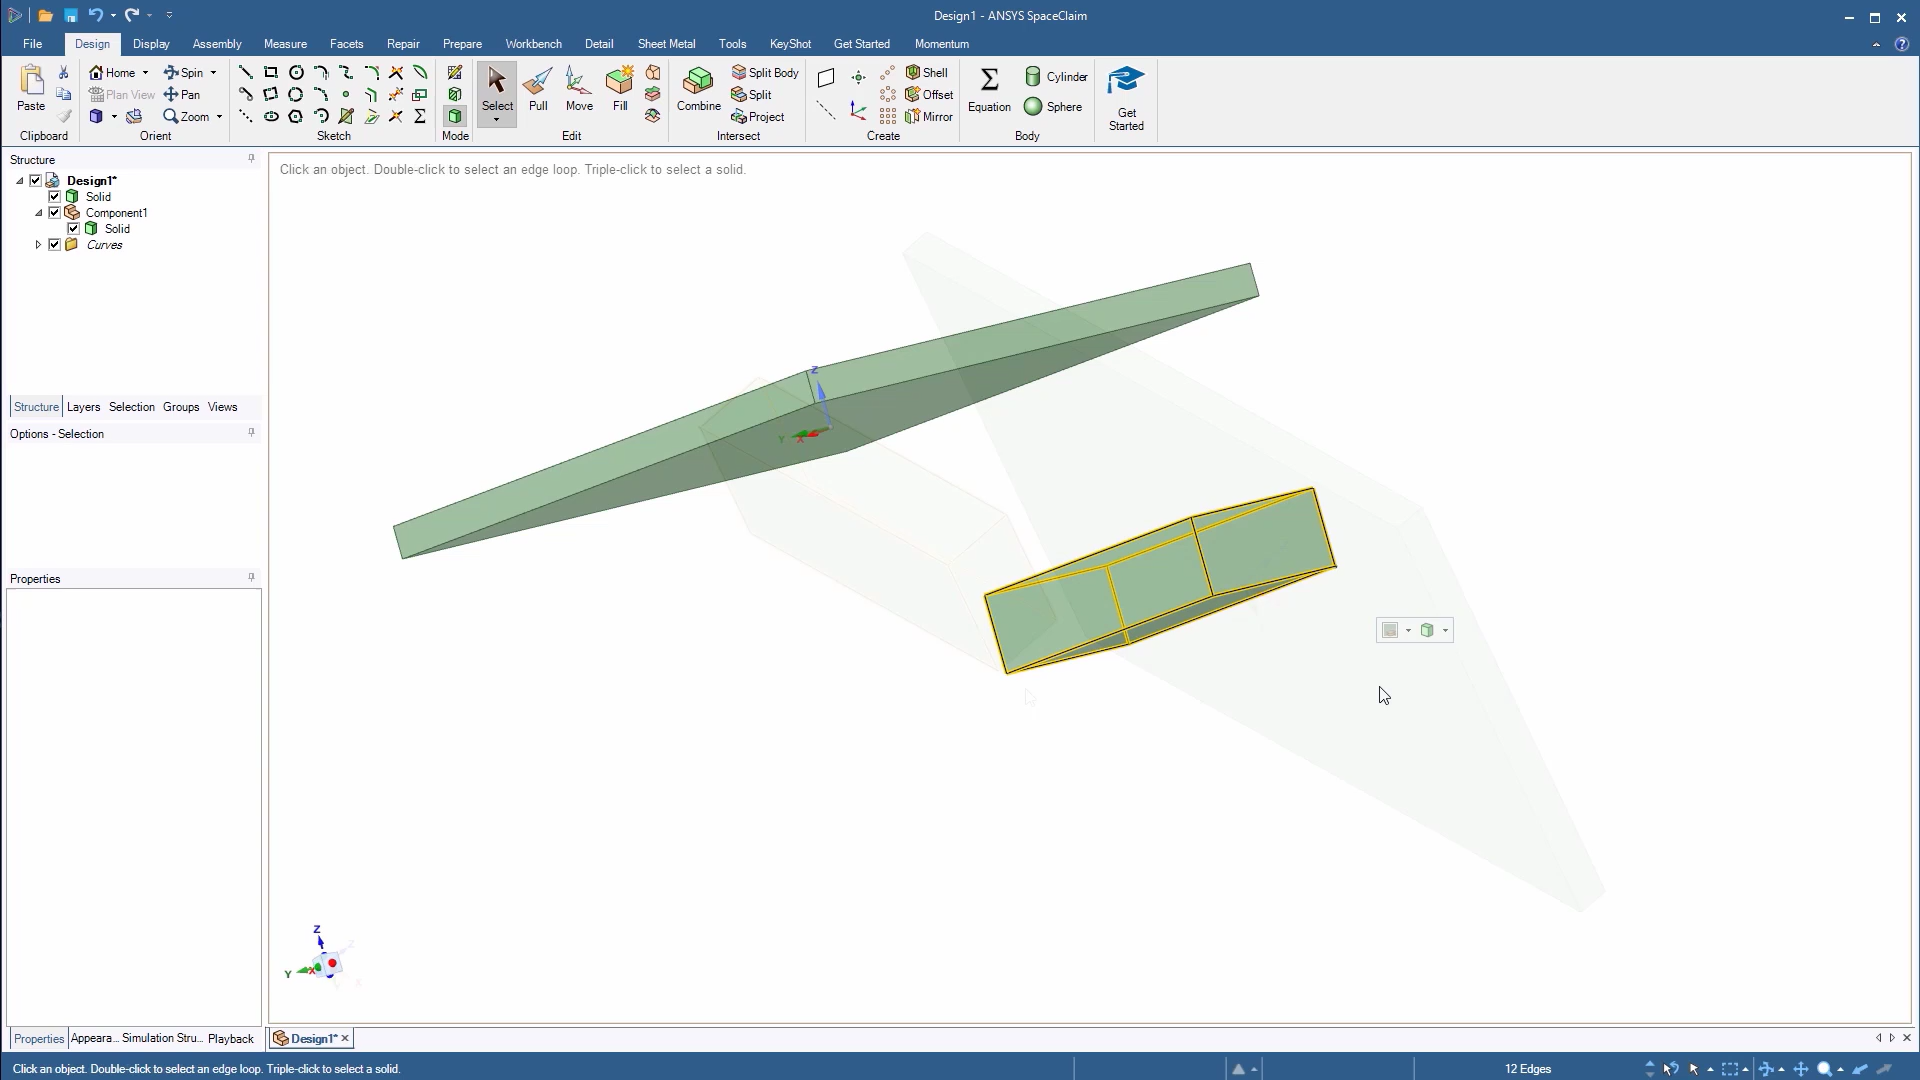 Design1 - ANSYS SpaceClaim
File Design Display Assembly Measure Facets Repair Prepare Workbench Detail Sheet Metal Tools KeyShot Get Started Momentum
Paste
Clipboard
Home Spin
Plan View Pan
Zoom
Orient
Sketch
Mode
Select Pull Move Fill
Edit
Combine
Split Body
Split
Project
Intersect
Shell
Offset
Mirror
Create
Equation
Cylinder
Sphere
Body
Get
Started
Structure
Design1*
Solid
Component1
Solid
Curves
Structure Layers Selection Groups Views
Options - Selection
Properties
Properties Appeara... Simulation Stru... Playback
Click an object. Double-click to select an edge loop. Triple-click to select a solid.
Z
Y X
Z
Y X
Design1*
Click an object. Double-click to select an edge loop. Triple-click to select a solid.
12 Edges